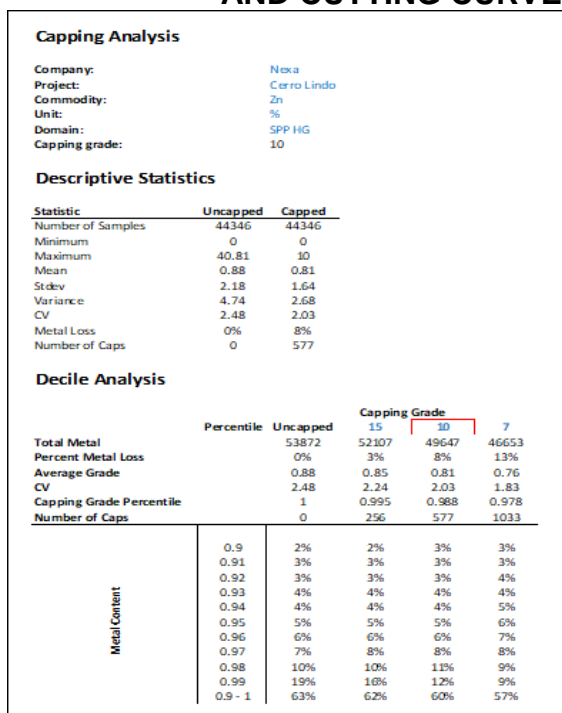 AND CUTTING CURVE
Capping Analysis
Company: Nexa
Project: Cerro Lindo
Commodity: Zn
Unit: %
Domain: SPP HG
Capping grade: 10
Descriptive Statistics
Statistic Uncapped Capped
Number of Samples 44346 44346
Minimum 0 0
Maximum 40.81 10
Mean 0.88 0.81
Stdev 2.18 1.64
Variance 4.74 2.68
CV 2.48 2.03
Metal Loss 0% 8%
Number of Caps 0 577
Decile Analysis
Capping Grade
Percentile Uncapped 15 10 7
Total Metal 53872 52107 49647 46653
Percent Metal Loss 0% 3% 8% 13%
Average Grade 0.88 0.85 0.81 0.76
CV 2.48 2.24 2.03 1.83
Capping Grade Percentile 1 0.995 0.988 0.978
Number of Caps 0 256 577 1033
Metal Content
0.9 2% 2% 3% 3%
0.91 3% 3% 3% 3%
0.92 3% 3% 3% 4%
0.93 4% 4% 4% 4%
0.94 4% 4% 4% 5%
0.95 5% 5% 5% 6%
0.96 6% 6% 6% 7%
0.97 7% 8% 8% 8%
0.98 10% 10% 11% 9%
0.99 19% 16% 12% 9%
0.9 - 1 63% 62% 60% 57%